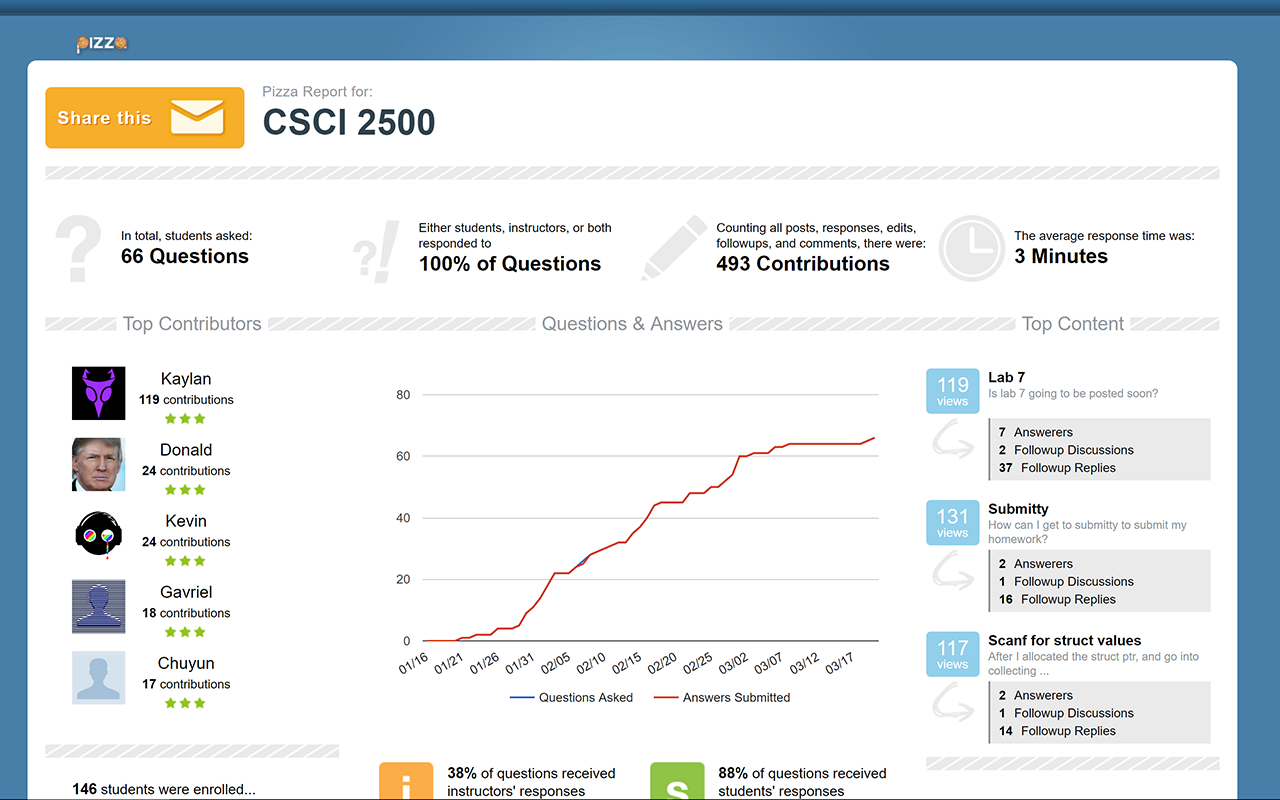 pizza
Share this
Pizza Report for:
CSCI 2500
?
In total, students asked:
66 Questions
?!
Either students, instructors, or both
responded to
100% of Questions
Counting all posts, responses, edits,
followups, and comments, there were:
493 Contributions
The average response time was:
3 Minutes
Top Contributors
Kaylan
119 contributions
Donald
24 contributions
Kevin
24 contributions
Gavriel
18 contributions
Chuyun
17 contributions
146 students were enrolled...
Questions & Answers
80
60
40
20
0
01/16
01/21
01/26
01/31
02/05
02/10
02/15
02/20
02/25
03/02
03/07
03/12
03/17
Questions Asked
Answers Submitted
i
38% of questions received
instructors' responses
s
88% of questions received
students' responses
Top Content
119
views
Lab 7
Is lab 7 going to be posted soon?
7 Answerers
2 Followup Discussions
37 Followup Replies
131
views
Submitty
How can I get to submitty to submit my
homework?
2 Answerers
1 Followup Discussions
16 Followup Replies
117
views
Scanf for struct values
After I allocated the struct ptr, and go into
collecting ...
2 Answerers
1 Followup Discussions
14 Followup Replies